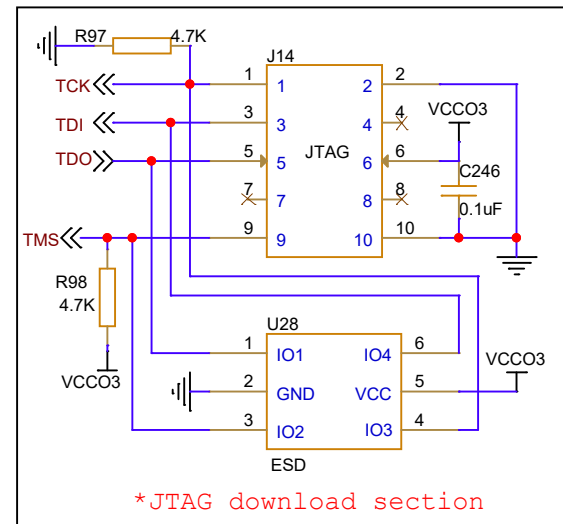 R97 4.7K
J14
TCK 1 1 2 2
VCCO3
TDI 3 3 4 4
TDO 5 5 JTAG 6 6
C246
0.1uF
7 7 8 8
TMS 9 9 10 10
R98
4.7K
U28
VCCO3
1 IO1 IO4 6
VCCO3
2 GND VCC 5
3 IO2 IO3 4
ESD
*JTAG download section